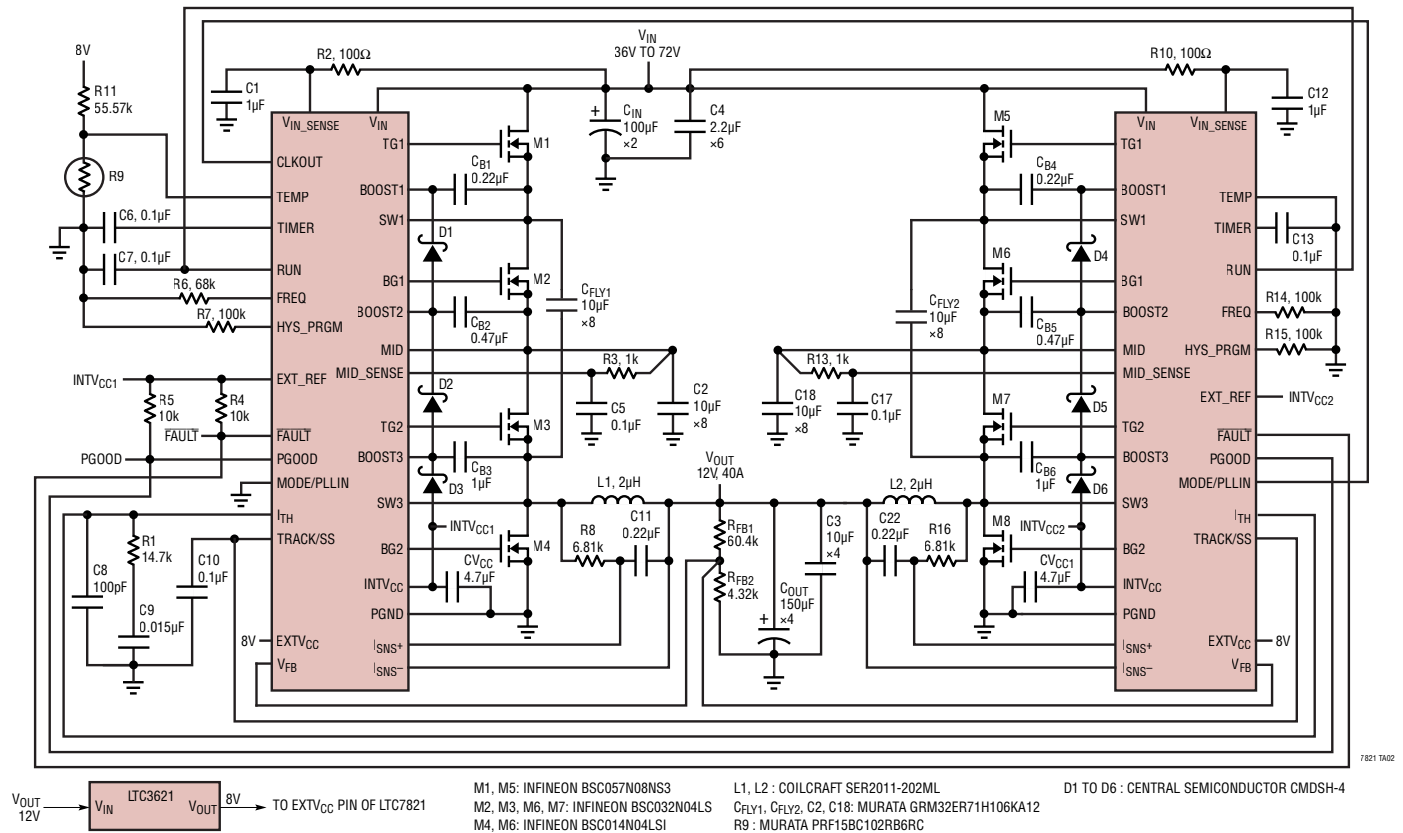 8V
R11
55.57k
R9
C6, 0.1µF
C7, 0.1µF
R6, 68k
R7, 100k
INTVCC1
R5
10k
R4
10k
FAULT
PGOOD
C1
1µF
R2, 100Ω
VIN
36V TO 72V
CIN
100µF
×2
C4
2.2µF
×6
R10, 100Ω
C12
1µF
VIN_SENSE
VIN
CLKOUT
TEMP
TIMER
RUN
FREQ
HYS_PRGM
EXT_REF
FAULT
PGOOD
MODE/PLLIN
ITH
TRACK/SS
EXTVCC
VFB
8V
TG1
BOOST1
SW1
BG1
BOOST2
MID
MID_SENSE
TG2
BOOST3
SW3
BG2
INTVCC
PGND
ISNS+
ISNS–
R1
14.7k
C8
100pF
C9
0.015µF
C10
0.1µF
M1
CB1
0.22µF
D1
M2
CB2
0.47µF
CFLY1
10µF
×8
R3, 1k
D2
C5
0.1µF
C2
10µF
×8
M3
CB3
1µF
D3
INTVCC1
M4
CVCC
4.7µF
L1, 2µH
R8
6.81k
C11
0.22µF
VOUT
12V, 40A
RFB1
60.4k
RFB2
4.32k
COUT
150µF
×4
C3
10µF
×4
L2, 2µH
C22
0.22µF
R16
6.81k
M5
CB4
0.22µF
M6
D4
CFLY2
10µF
×8
CB5
0.47µF
R13, 1k
C18
10µF
×8
C17
0.1µF
M7
D5
CB6
1µF
D6
INTVCC2
M8
CVCC1
4.7µF
VIN
VIN_SENSE
TG1
BOOST1
SW1
BG1
BOOST2
MID
MID_SENSE
TG2
BOOST3
SW3
BG2
INTVCC
PGND
ISNS+
ISNS–
TEMP
TIMER
RUN
FREQ
HYS_PRGM
EXT_REF
FAULT
PGOOD
MODE/PLLIN
ITH
TRACK/SS
EXTVCC
VFB
C13
0.1µF
R14, 100k
R15, 100k
INTVCC2
8V
7821 TA02
VOUT
12V
LTC3621
VIN
VOUT
8V
TO EXTVCC PIN OF LTC7821
M1, M5: INFINEON BSC057N08NS3
M2, M3, M6, M7: INFINEON BSC032N04LS
M4, M6: INFINEON BSC014N04LSI
L1, L2 : COILCRAFT SER2011-202ML
CFLY1, CFLY2, C2, C18: MURATA GRM32ER71H106KA12
R9 : MURATA PRF15BC102RB6RC
D1 TO D6 : CENTRAL SEMICONDUCTOR CMDSH-4